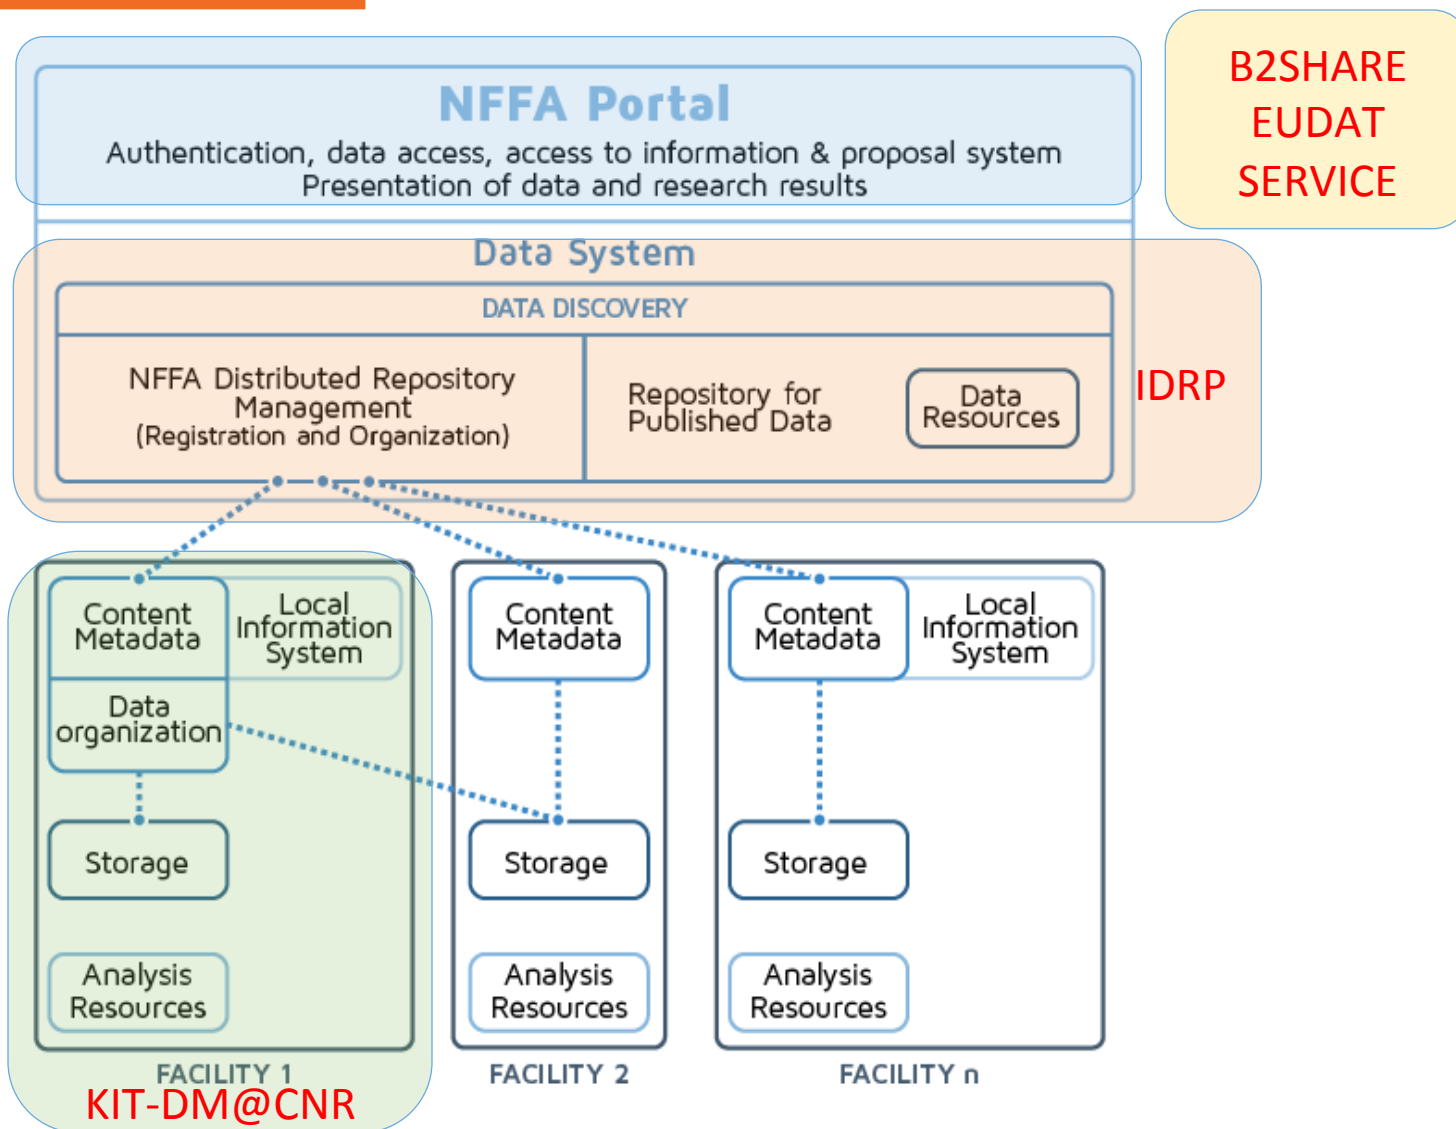 NFFA Portal
Authentication, data access, access to information & proposal system
Presentation of data and research results
B2SHARE
EUDAT
SERVICE
Data System
DATA DISCOVERY
NFFA Distributed Repository
Management
(Registration and Organization)
Repository for
Published Data
Data
Resources
IDRP
Content
Metadata
Local
Information
System
Data
organization
Storage
Analysis
Resources
FACILITY 1
KIT-DM@CNR
Content
Metadata
Storage
Analysis
Resources
FACILITY 2
Content
Metadata
Local
Information
System
Storage
Analysis
Resources
FACILITY n